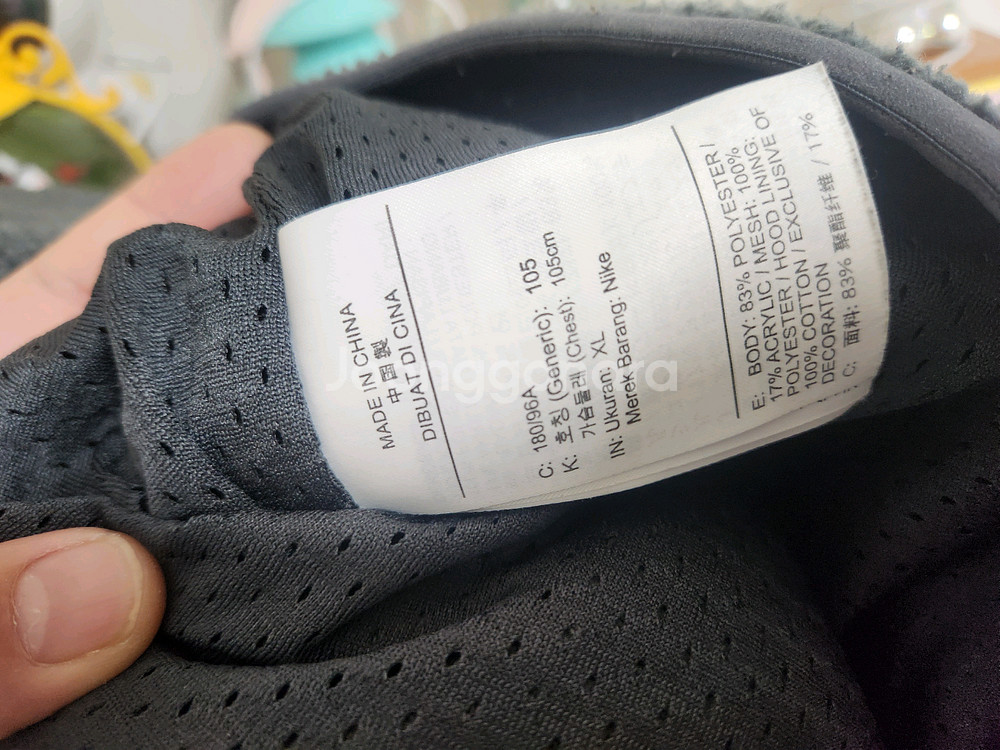 MADE IN CHINA
中国製
DIBUAT DI CINA
C: 180/96A
K: 호칭 (Generic): 105
가슴둘레 (Chest): 105cm
IN: Ukuran: XL
Merek Barang: Nike
E: BODY: 83% POLYESTER /
17% ACRYLIC / MESH: 100%
POLYESTER / HOOD LINING OF
100% COTTON / EXCLUSIVE
DECORATION
C: 面料: 83% 聚酯纤维 / 17%
Joonggonara